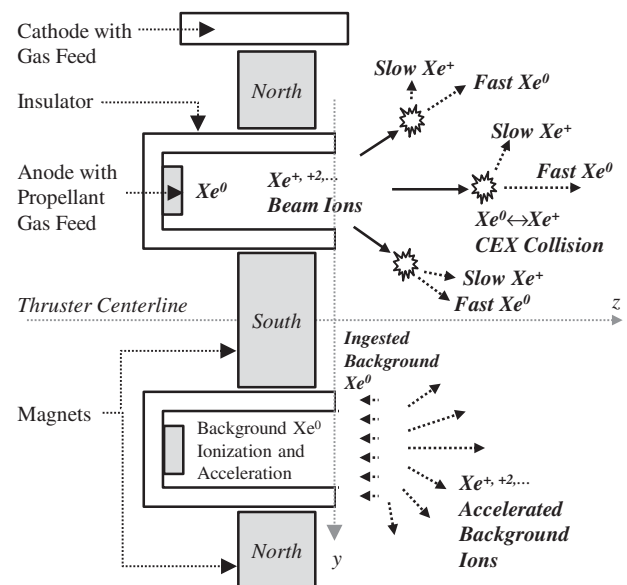 Cathode with
Gas Feed
North
Slow Xe⁺
Fast Xe⁰
Insulator
Slow Xe⁺
Anode with
Propellant
Gas Feed
Xe⁰
Xe⁺, ⁺²,...
Beam Ions
Fast Xe⁰
Xe⁰↔Xe⁺
CEX Collision
Slow Xe⁺
Fast Xe⁰
Thruster Centerline
South
z
Ingested
Background
Xe⁰
Magnets
Background Xe⁰
Ionization and
Acceleration
Xe⁺, ⁺²,...
Accelerated
Background
Ions
North
y